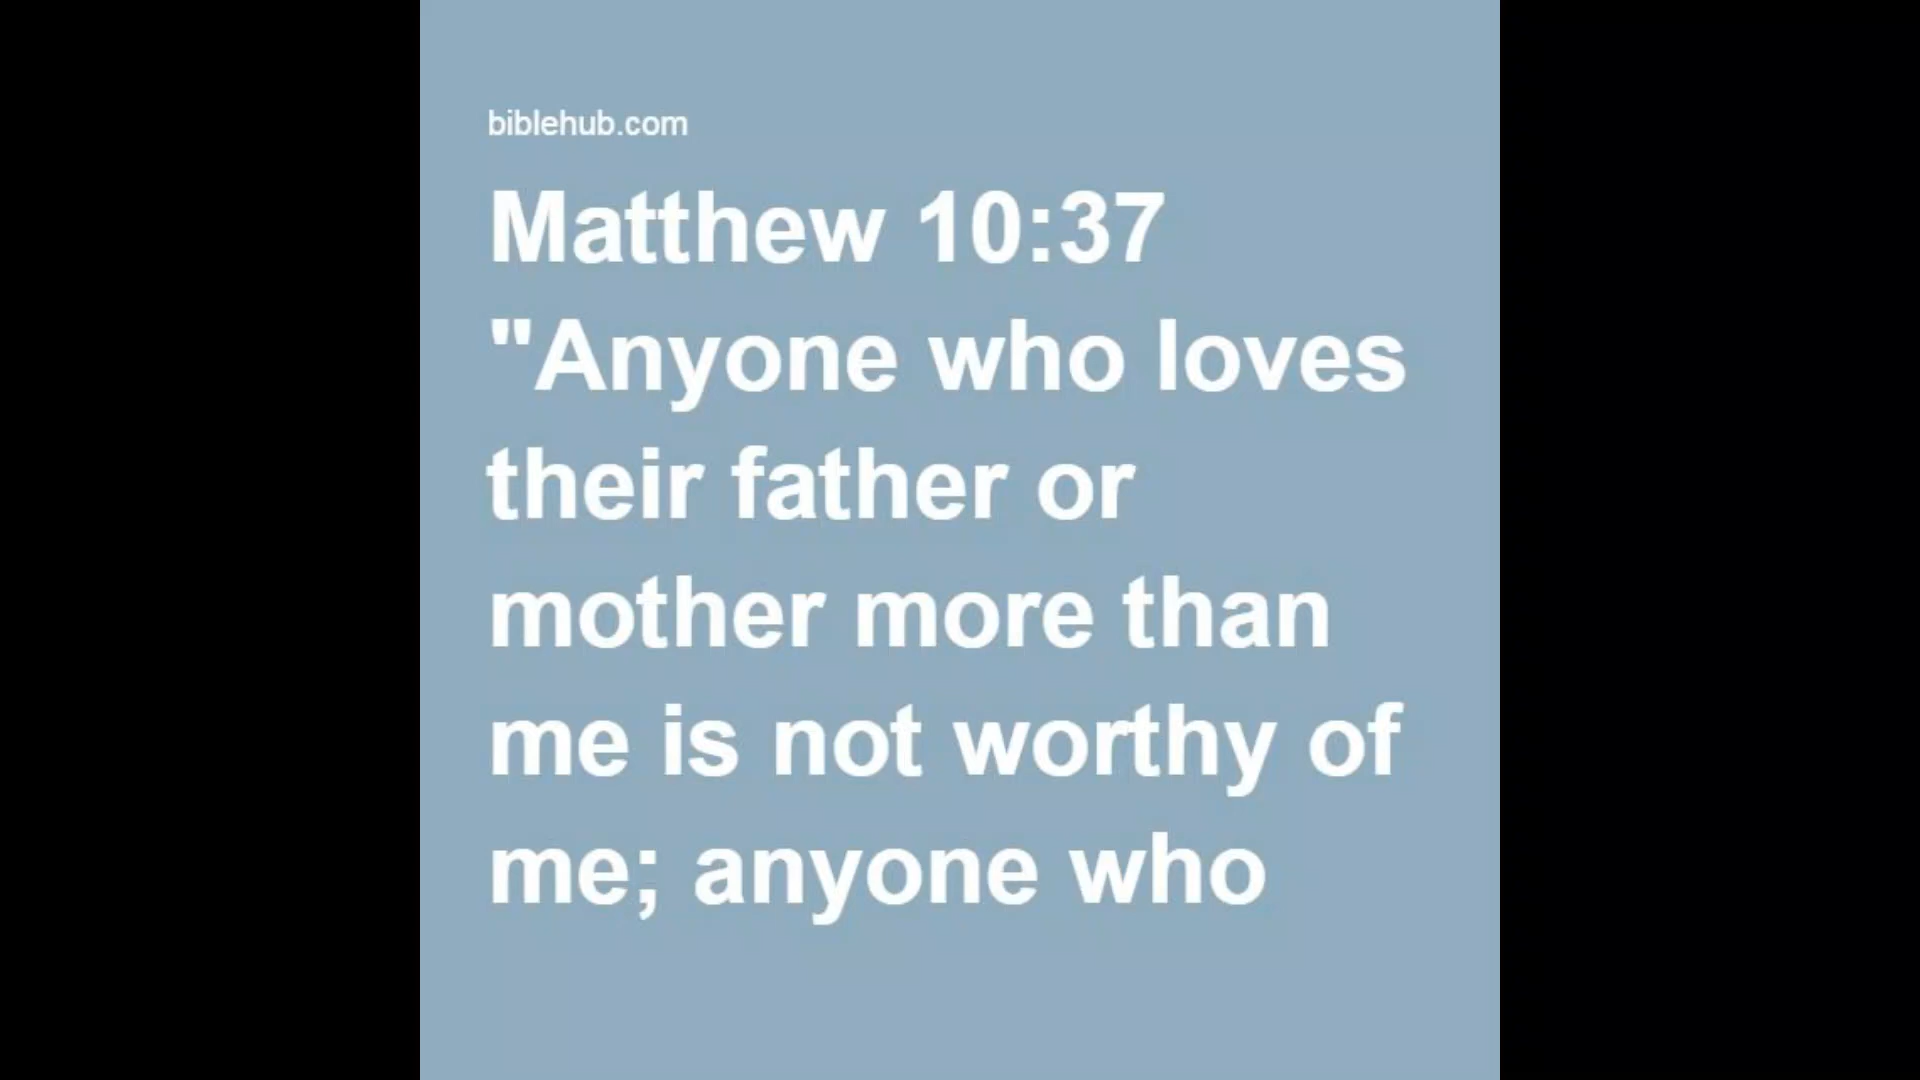 biblehub.com
Matthew 10:37
"Anyone who loves
their father or
mother more than
me is not worthy of
me; anyone who